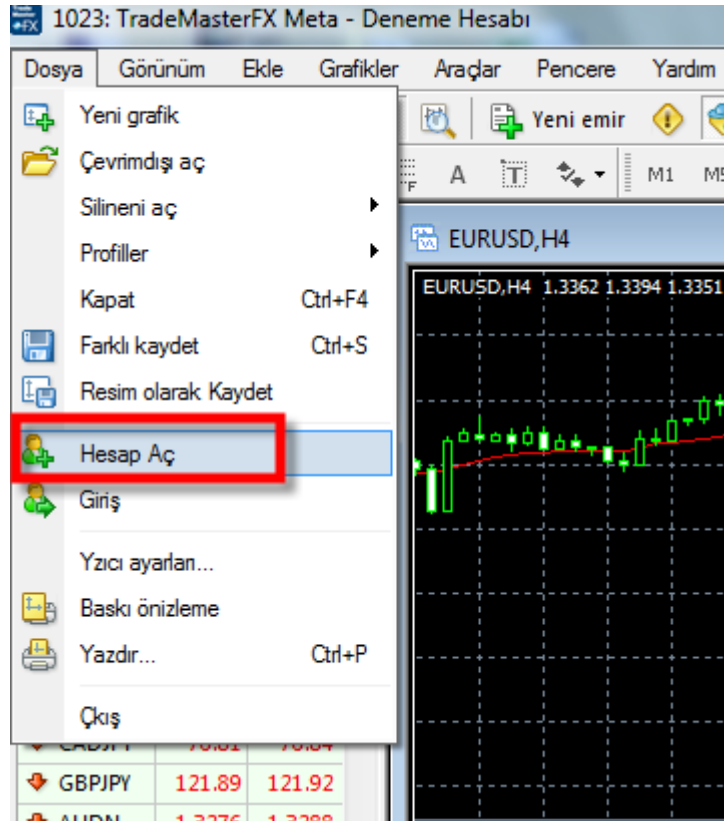 1023: TradeMasterFX Meta - Deneme Hesabı
Dosya Görünüm Ekle Grafikler Araçlar Pencere Yardım
Yeni grafik
Yeni emir
Çevrimdışı aç
A T M1
Silineni aç
Profiller
EURUSD,H4
Kapat Ctrl+F4
EURUSD,H4 1.3362 1.3394 1.3351
Farklı kaydet Ctrl+S
Resim olarak Kaydet
Hesap Aç
Giriş
Yzıcı ayarları...
Baskı önizleme
Yazdır... Ctrl+P
Çkış
GBPJPY 121.89 121.92